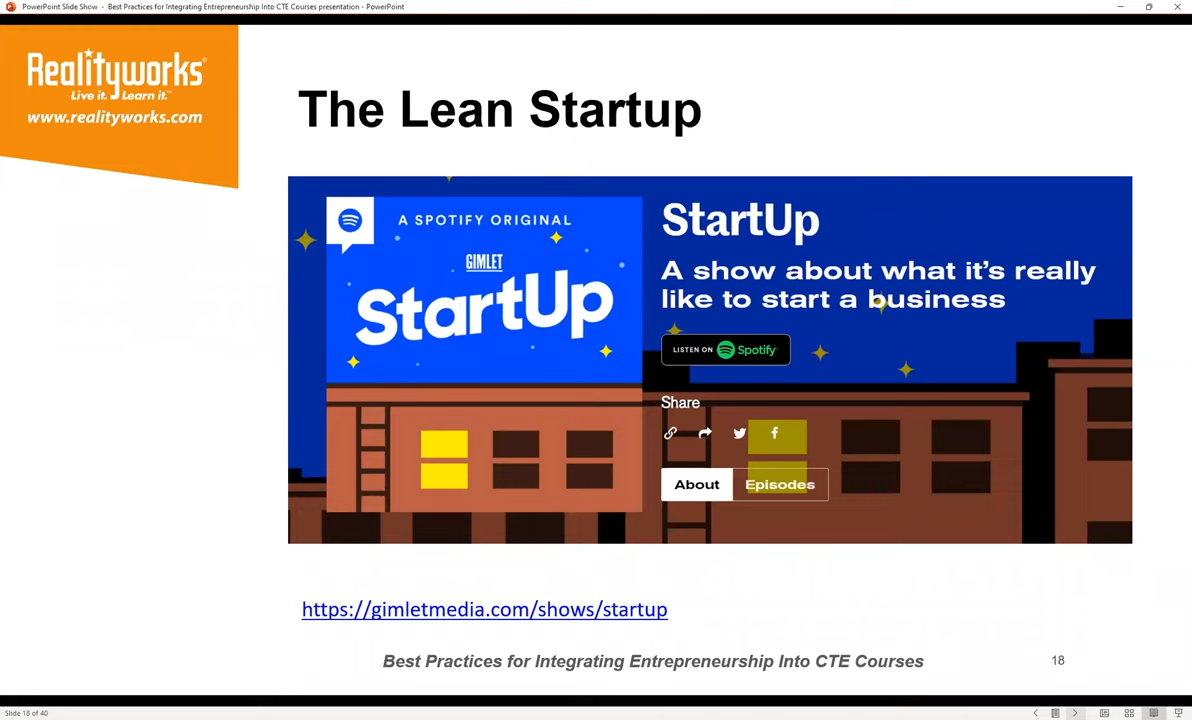 PowerPoint Slide Show - Best Practices for Integrating Entrepreneurship Into CTE Courses presentation - PowerPoint
Realityworks®
Live it. Learn it.™
www.realityworks.com
The Lean Startup
A SPOTIFY ORIGINAL
GIMLET
StartUp
StartUp
A show about what it's really
like to start a business
LISTEN ON Spotify
Share
About Episodes
https://gimletmedia.com/shows/startup
Best Practices for Integrating Entrepreneurship Into CTE Courses 18
Slide 18 of 40